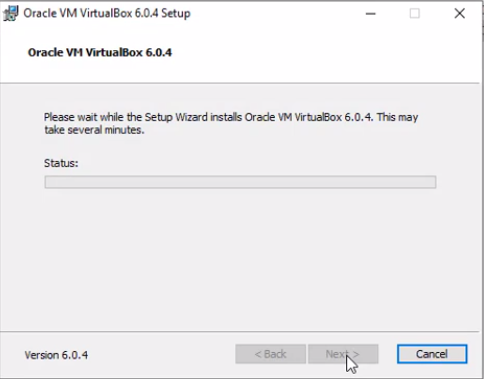 Oracle VM VirtualBox 6.0.4 Setup
Oracle VM VirtualBox 6.0.4
Please wait while the Setup Wizard installs Oracle VM VirtualBox 6.0.4. This may
take several minutes.
Status:
Version 6.0.4
< Back
Next >
Cancel